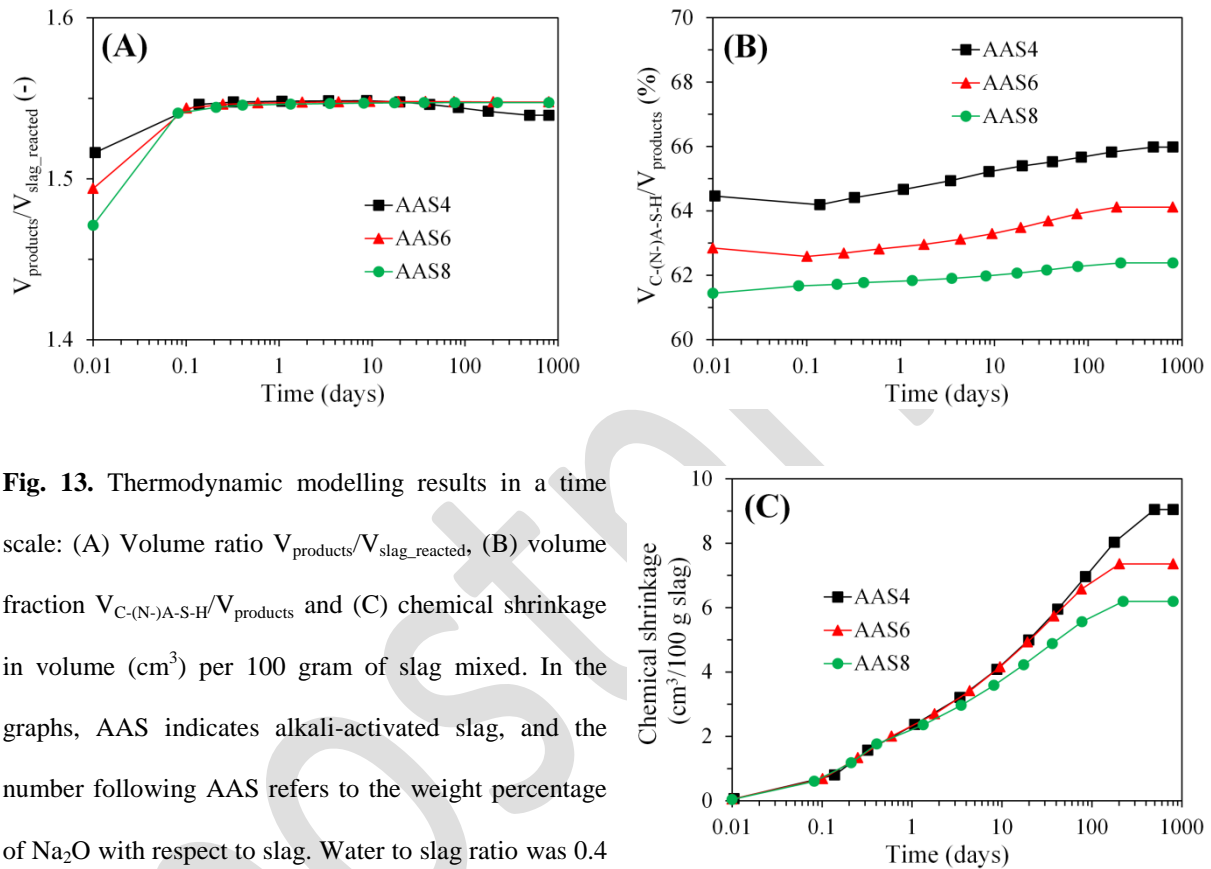 1.6
(A)
V_products/V_slag_reacted (-)
1.5
AAS4
AAS6
AAS8
1.4
0.01 0.1 1 10 100 1000
Time (days)
70
(B)
AAS4
68
AAS6
AAS8
V_C-(N-)A-S-H/V_products (%)
66
64
62
60
0.01 0.1 1 10 100 1000
Time (days)
Fig. 13. Thermodynamic modelling results in a time
scale: (A) Volume ratio V_products/V_slag_reacted, (B) volume
fraction V_C-(N-)A-S-H/V_products and (C) chemical shrinkage
in volume (cm³) per 100 gram of slag mixed. In the
graphs, AAS indicates alkali-activated slag, and the
number following AAS refers to the weight percentage
of Na₂O with respect to slag. Water to slag ratio was 0.4
10
(C)
8
Chemical shrinkage
(cm³/100 g slag)
6
AAS4
AAS6
AAS8
4
2
0
0.01 0.1 1 10 100 1000
Time (days)